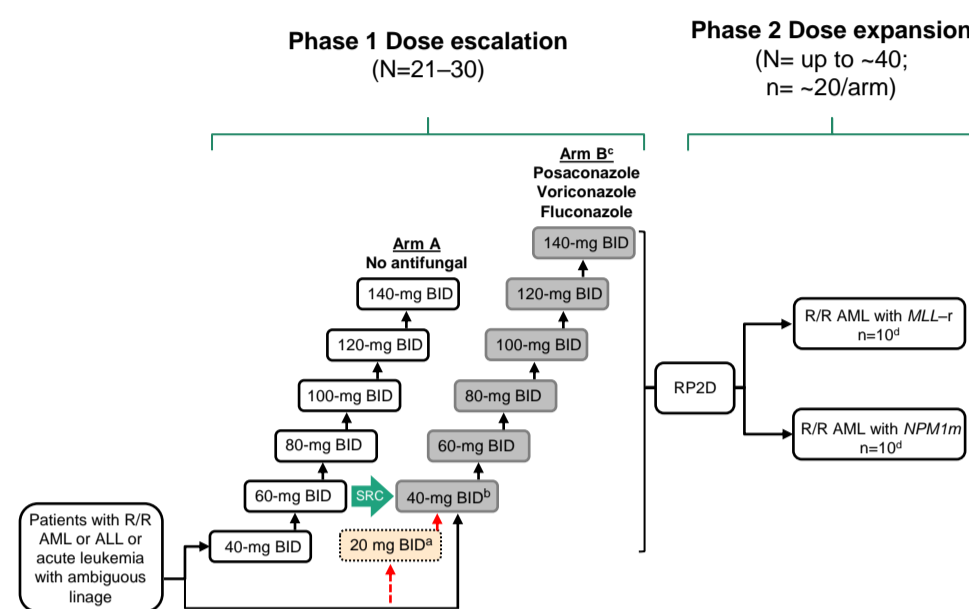 Phase 1 Dose escalation
(N=21–30)
Phase 2 Dose expansion
(N= up to ~40;
n= ~20/arm)
Arm Bᶜ
Posaconazole
Voriconazole
Fluconazole
140-mg BID
120-mg BID
100-mg BID
80-mg BID
60-mg BID
40-mg BIDᵇ
20 mg BIDᵃ
Arm A
No antifungal
140-mg BID
120-mg BID
100-mg BID
80-mg BID
60-mg BID
SRC
40-mg BID
Patients with R/R
AML or ALL or
acute leukemia
with ambiguous
linage
RP2D
R/R AML with MLL–r
n=10ᵈ
R/R AML with NPM1m
n=10ᵈ